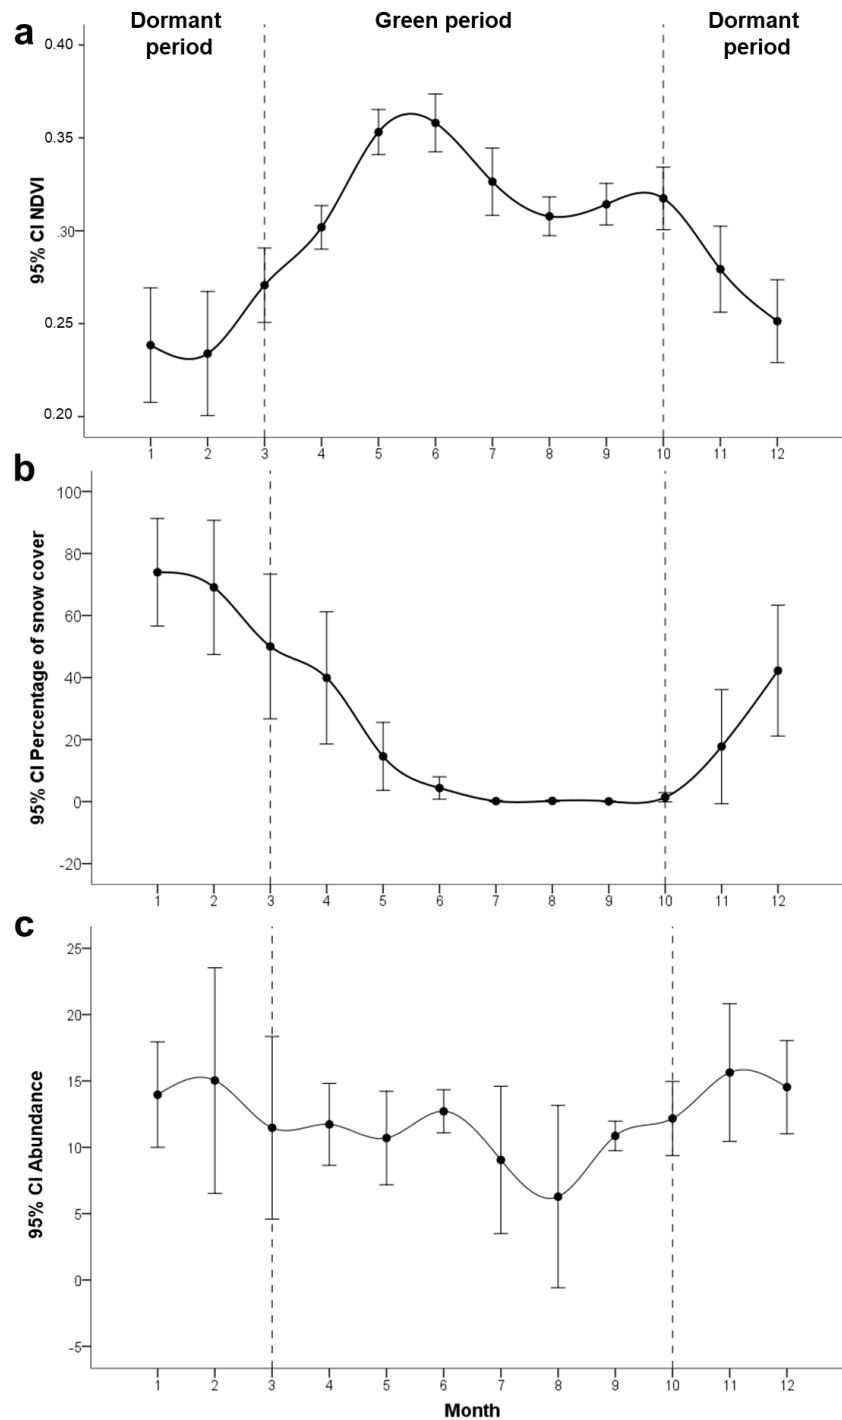 a
Dormant period
Green period
Dormant period
95% CI NDVI
0.40
0.35
.30
0.25
0.20
1 2 3 4 5 6 7 8 9 10 11 12
b
95% CI Percentage of snow cover
100
80
60
40
20
0
-20
1 2 3 4 5 6 7 8 9 10 11 12
c
95% CI Abundance
25
20
15
10
5
0
-5
1 2 3 4 5 6 7 8 9 10 11 12
Month